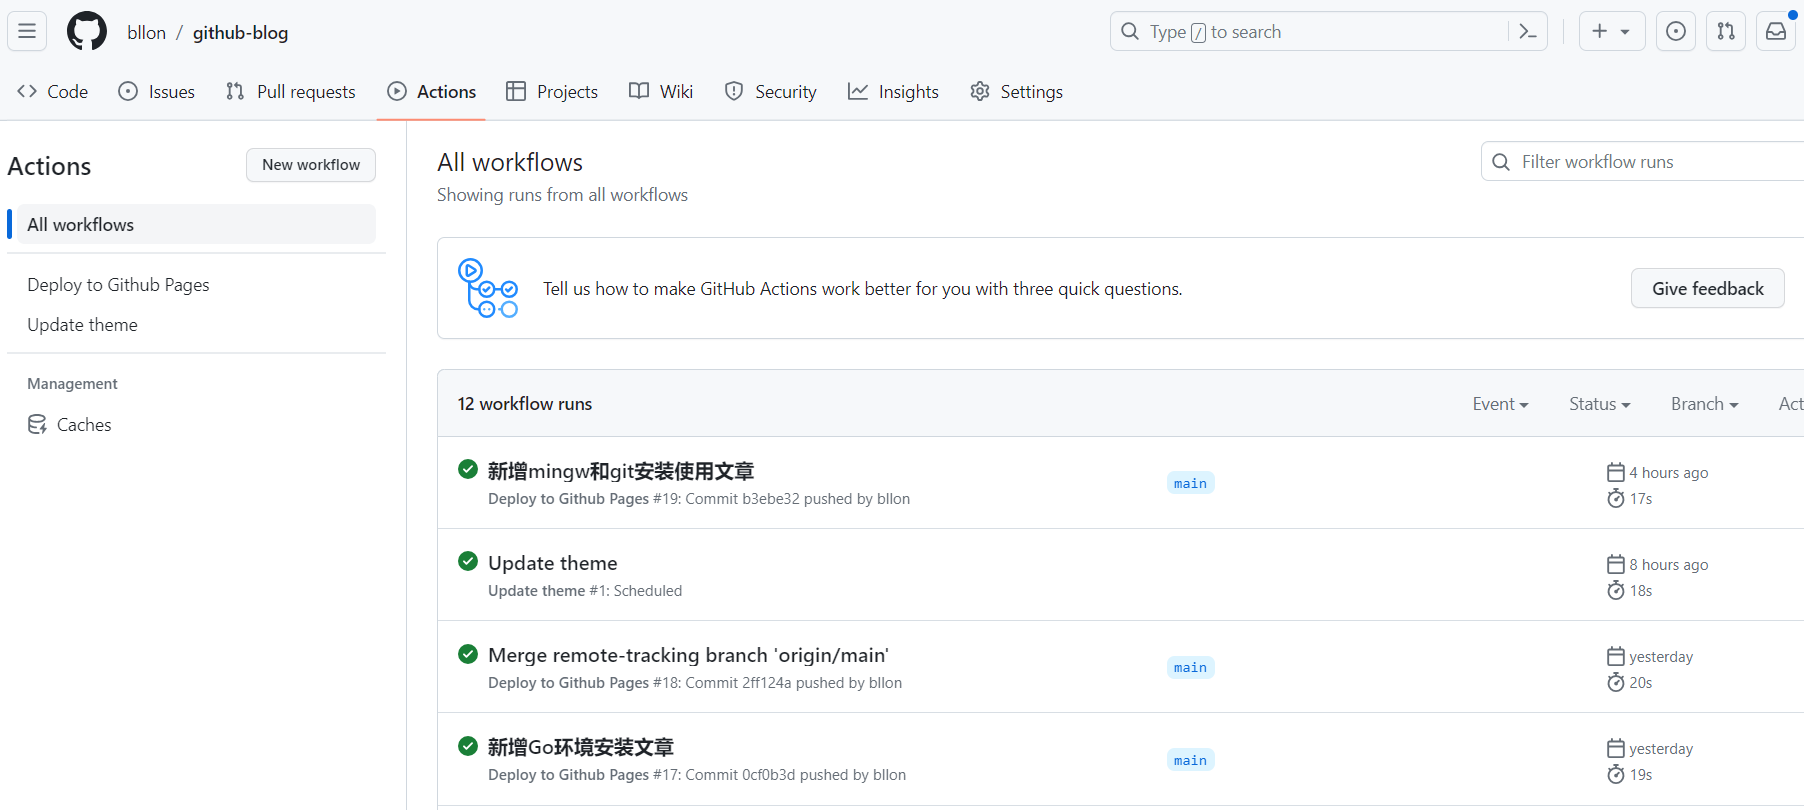 bllon / github-blog
Type / to search
Code
Issues
Pull requests
Actions
Projects
Wiki
Security
Insights
Settings
Actions
New workflow
All workflows
Deploy to Github Pages
Update theme
Management
Caches
All workflows
Showing runs from all workflows
Filter workflow runs
Tell us how to make GitHub Actions work better for you with three quick questions.
Give feedback
12 workflow runs
Event
Status
Branch
Act
新增mingw和git安装使用文章
Deploy to Github Pages #19: Commit b3ebe32 pushed by bllon
main
4 hours ago
17s
Update theme
Update theme #1: Scheduled
8 hours ago
18s
Merge remote-tracking branch 'origin/main'
Deploy to Github Pages #18: Commit 2ff124a pushed by bllon
main
yesterday
20s
新增Go环境安装文章
Deploy to Github Pages #17: Commit 0cf0b3d pushed by bllon
main
yesterday
19s